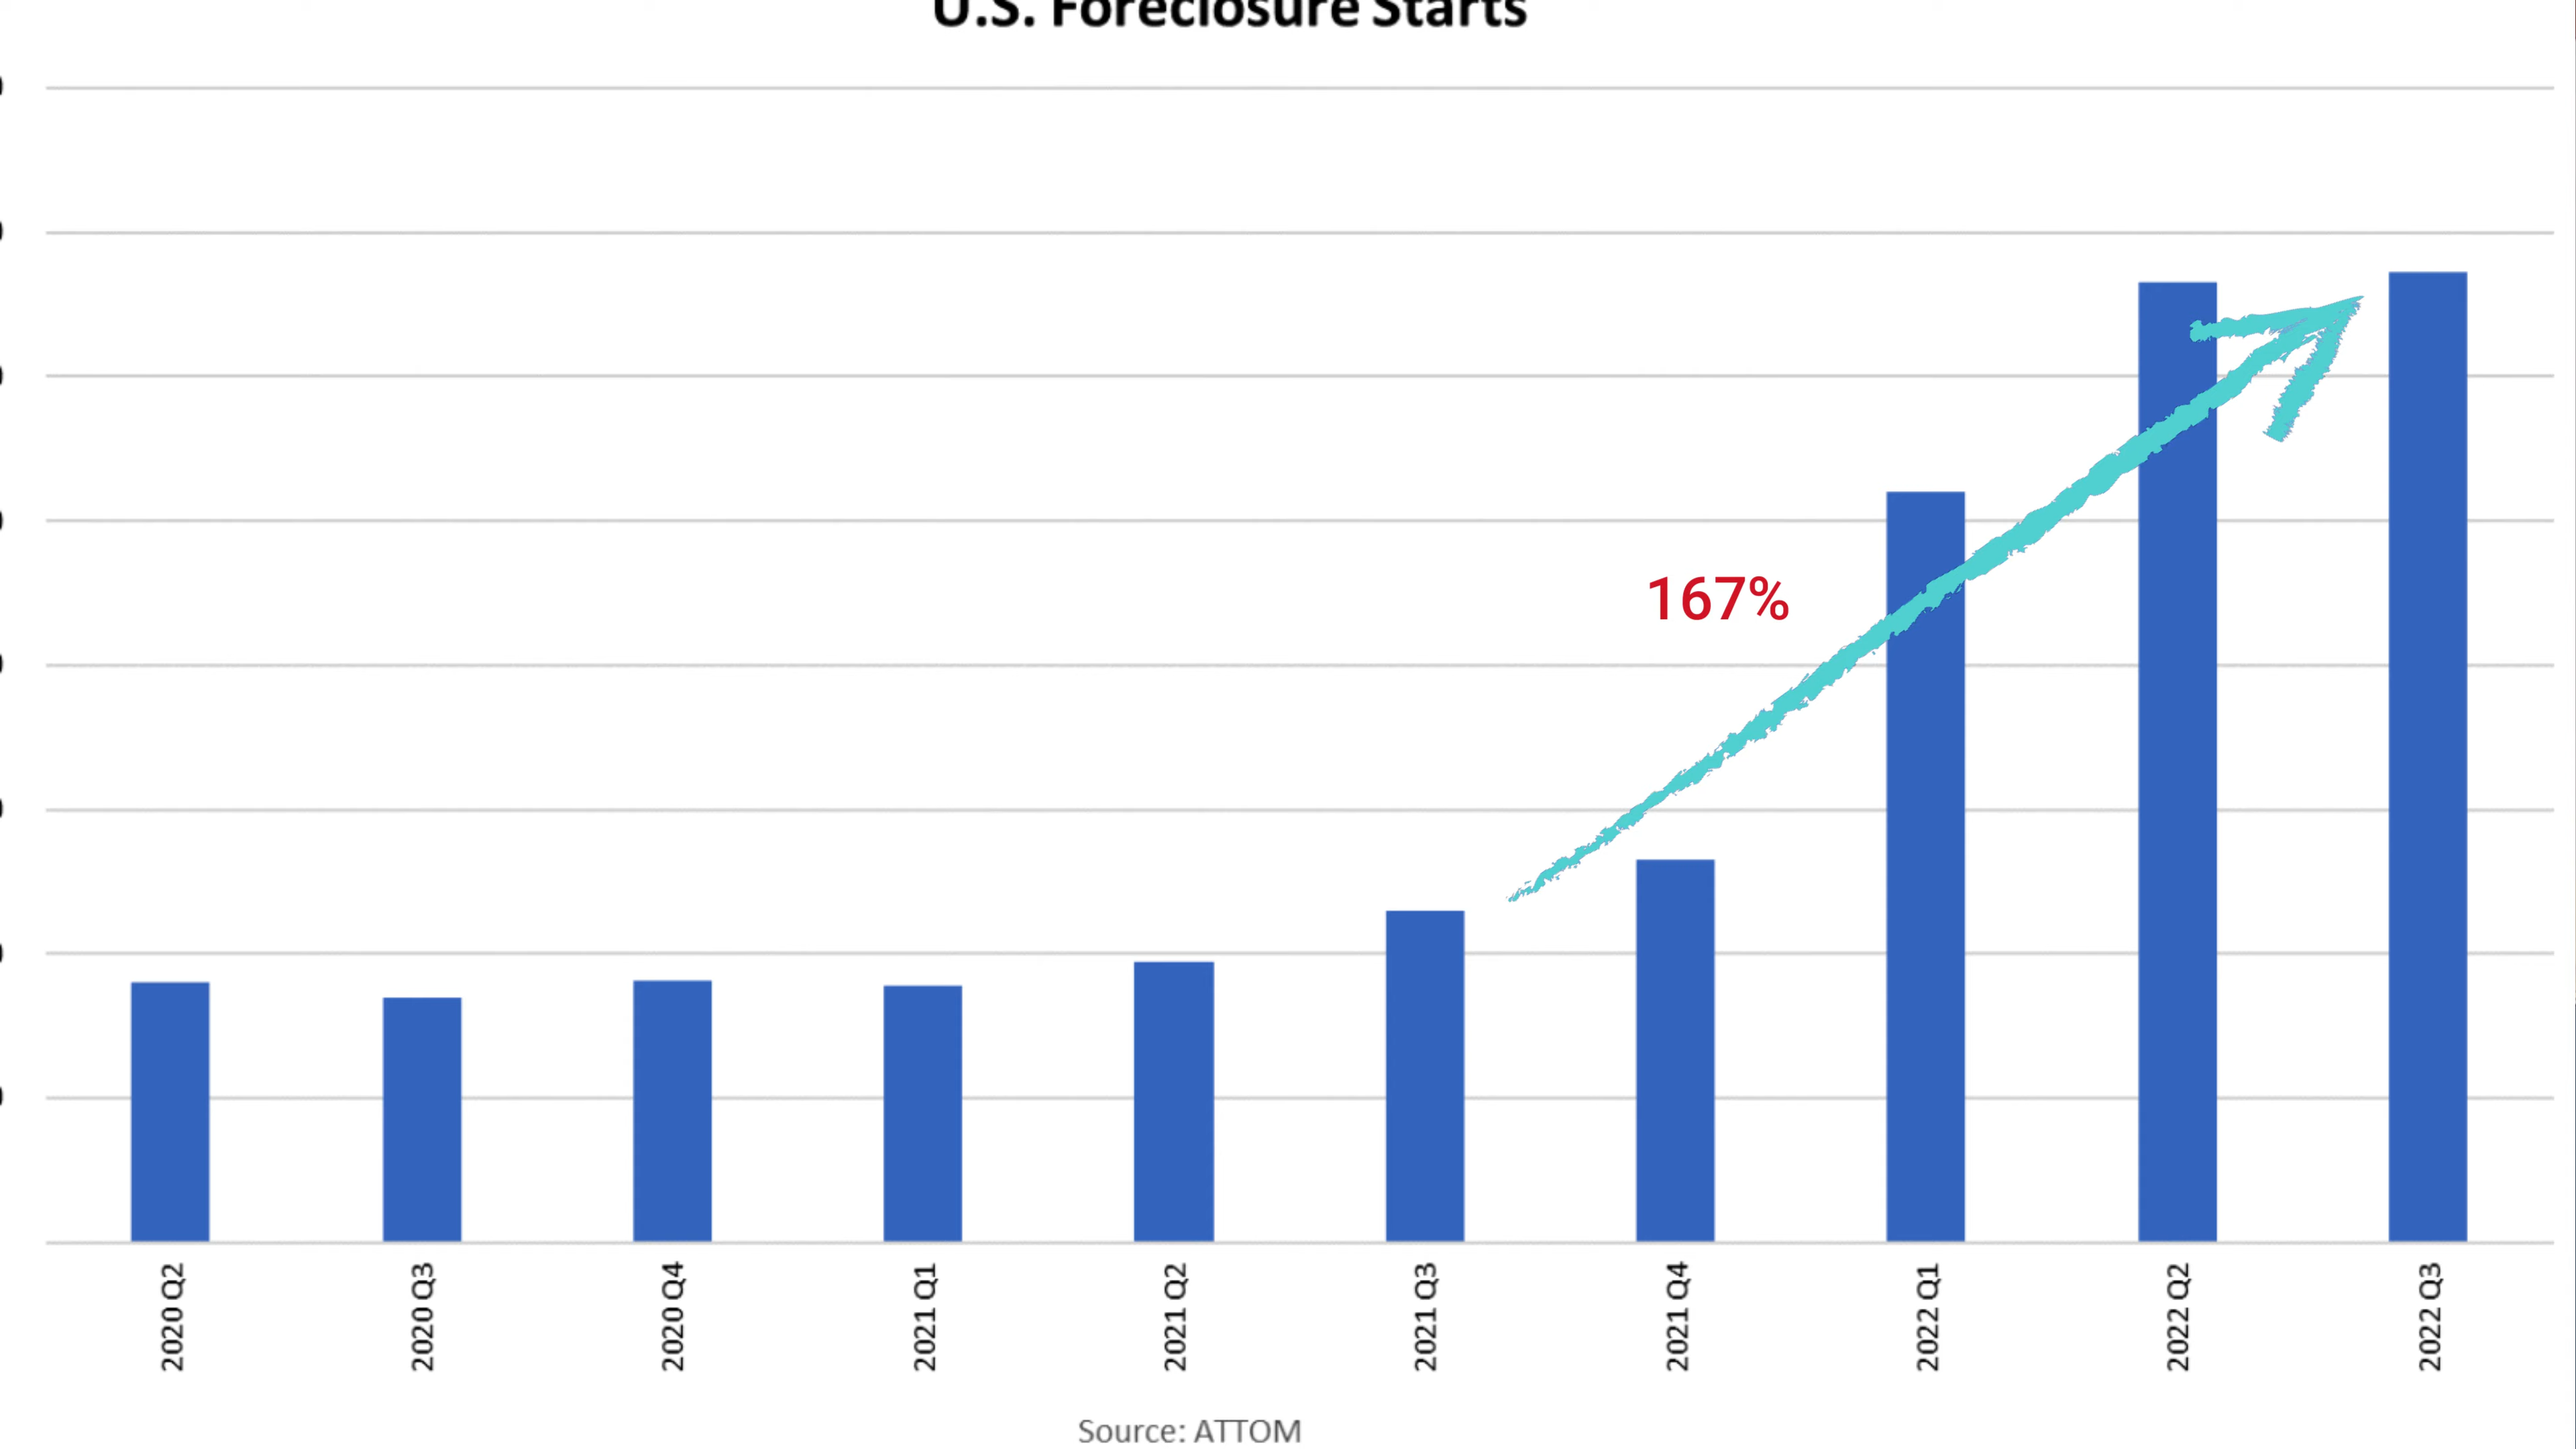 U.S. Foreclosure Starts
167%
2020 Q2
2020 Q3
2020 Q4
2021 Q1
2021 Q2
2021 Q3
2021 Q4
2022 Q1
2022 Q2
2022 Q3
Source: ATTOM